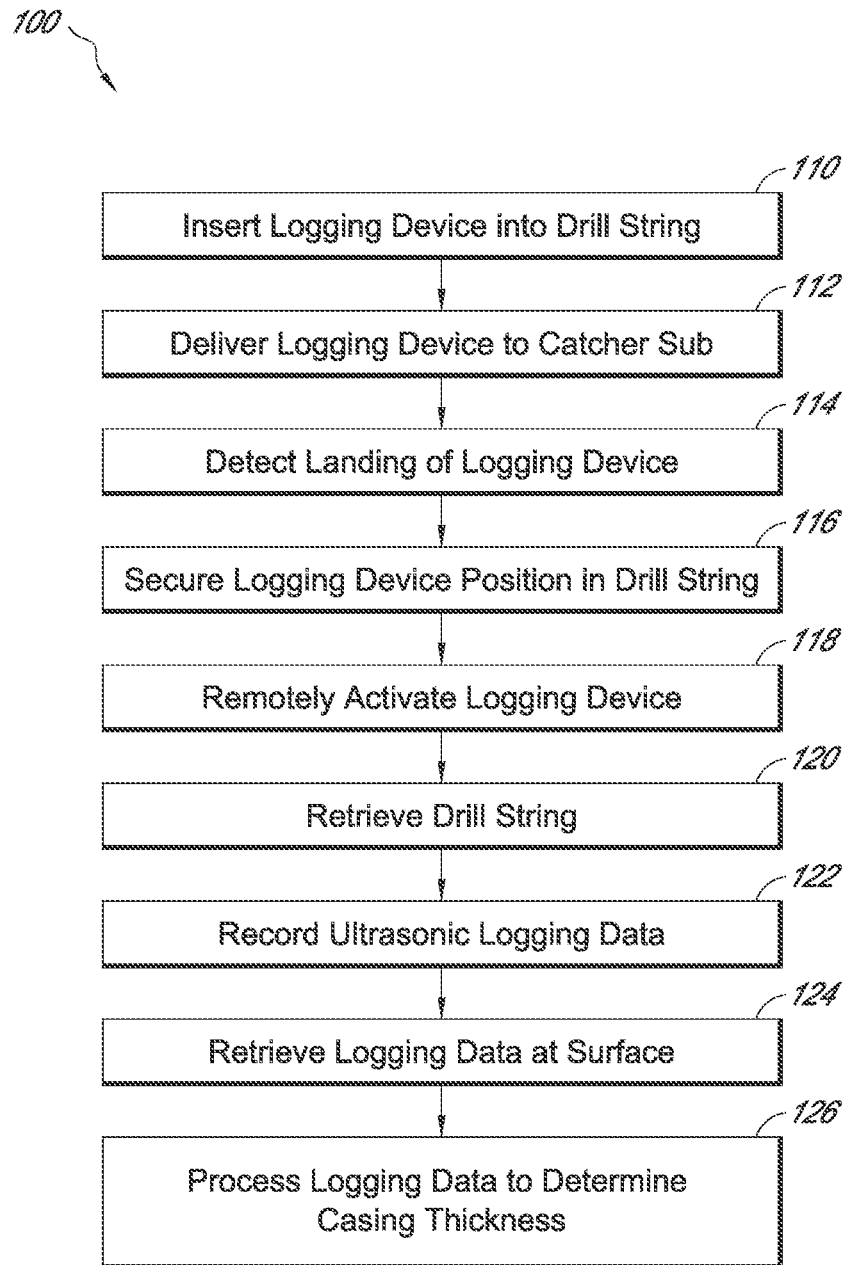 100
110
Insert Logging Device into Drill String
112
Deliver Logging Device to Catcher Sub
114
Detect Landing of Logging Device
116
Secure Logging Device Position in Drill String
118
Remotely Activate Logging Device
120
Retrieve Drill String
122
Record Ultrasonic Logging Data
124
Retrieve Logging Data at Surface
126
Process Logging Data to Determine
Casing Thickness